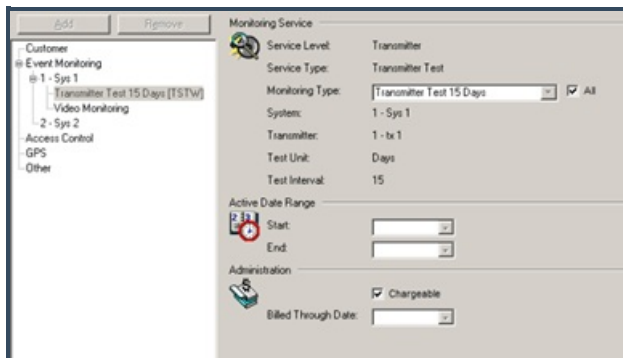 Add Remove
Customer
Event Monitoring
1 - Sys 1
Transmitter Test 15 Days [TSTW]
Video Monitoring
2 - Sys 2
Access Control
GPS
Other
Monitoring Service
Service Level: Transmitter
Service Type: Transmitter Test
Monitoring Type: Transmitter Test 15 Days All
System: 1 - Sys 1
Transmitter: 1 - tx 1
Test Unit: Days
Test Interval: 15
Active Date Range
Start:
End:
Administration
Chargeable
Billed Through Date: